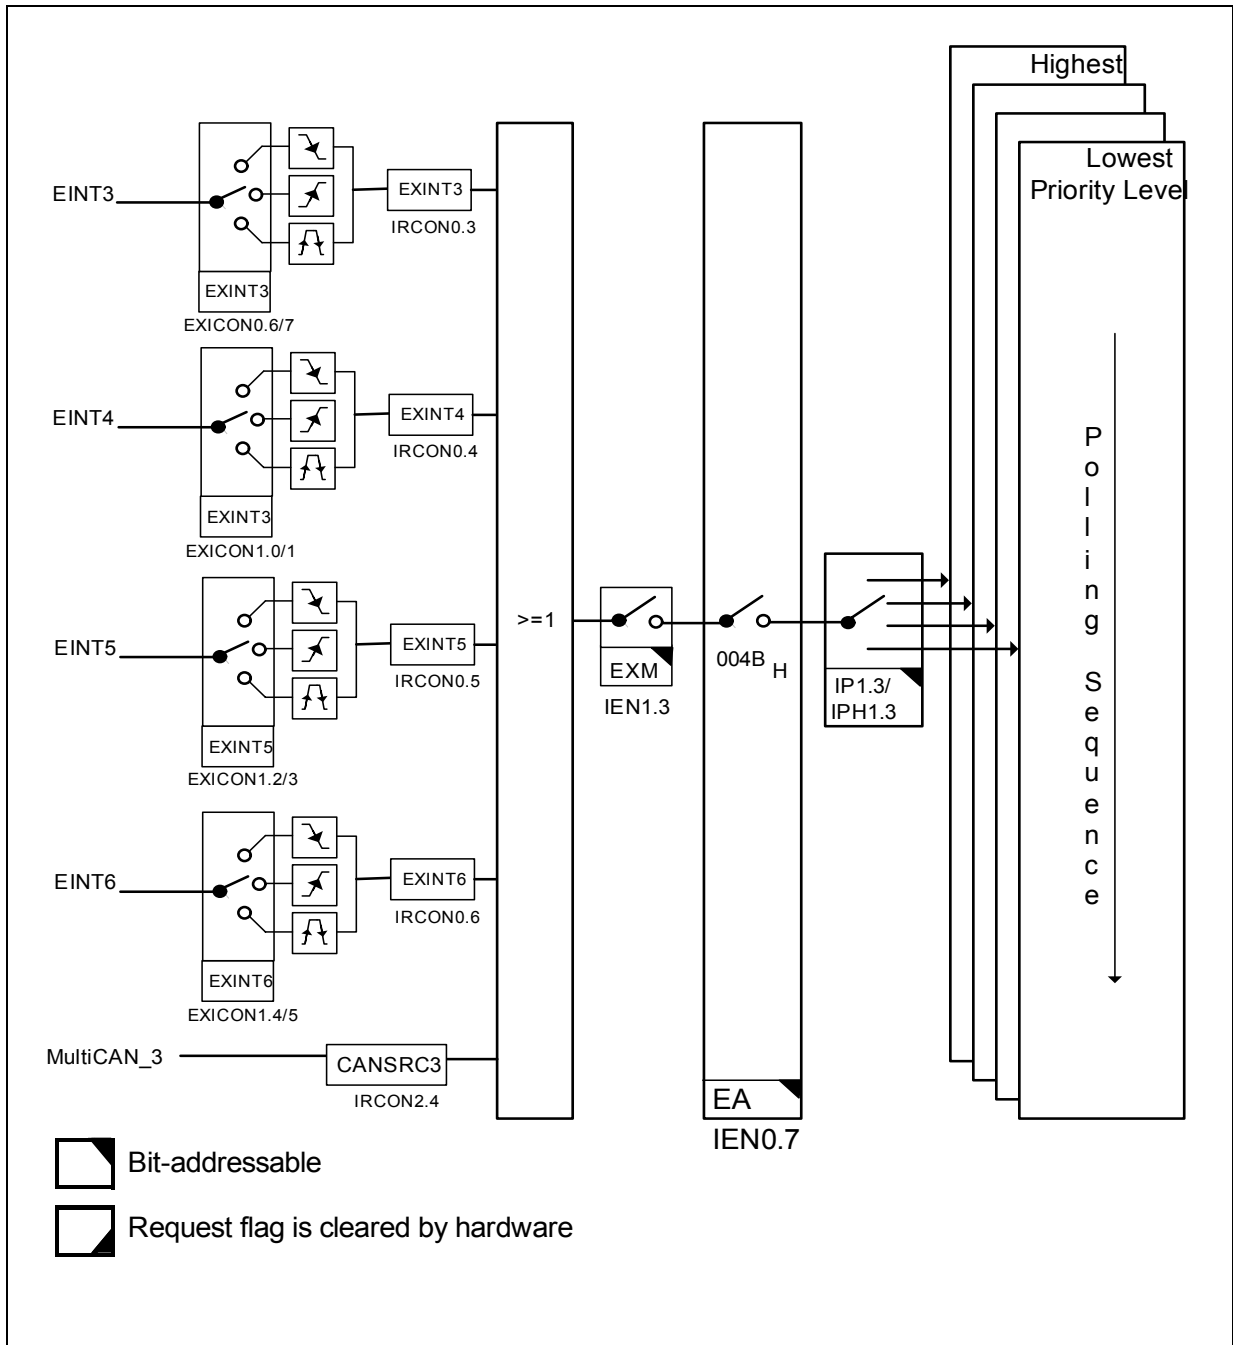 Highest
Lowest
Priority Level
EINT3
EXINT3
IRCON0.3
EXINT3
EXICON0.6/7
EINT4
EXINT4
IRCON0.4
EXINT3
EXICON1.0/1
EINT5
EXINT5
IRCON0.5
EXINT5
EXICON1.2/3
EINT6
EXINT6
IRCON0.6
EXINT6
EXICON1.4/5
MultiCAN_3
CANSRC3
IRCON2.4
>=1
EXM
IEN1.3
004B H
EA
IEN0.7
IP1.3/
IPH1.3
Polling Sequence
Bit-addressable
Request flag is cleared by hardware